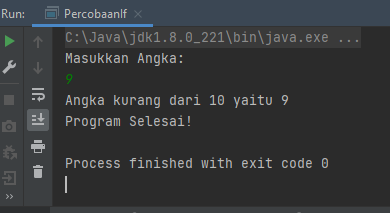 Run: PercobaanIf
C:\Java\jdk1.8.0_221\bin\java.exe ...
Masukkan Angka:
9
Angka kurang dari 10 yaitu 9
Program Selesai!
Process finished with exit code 0